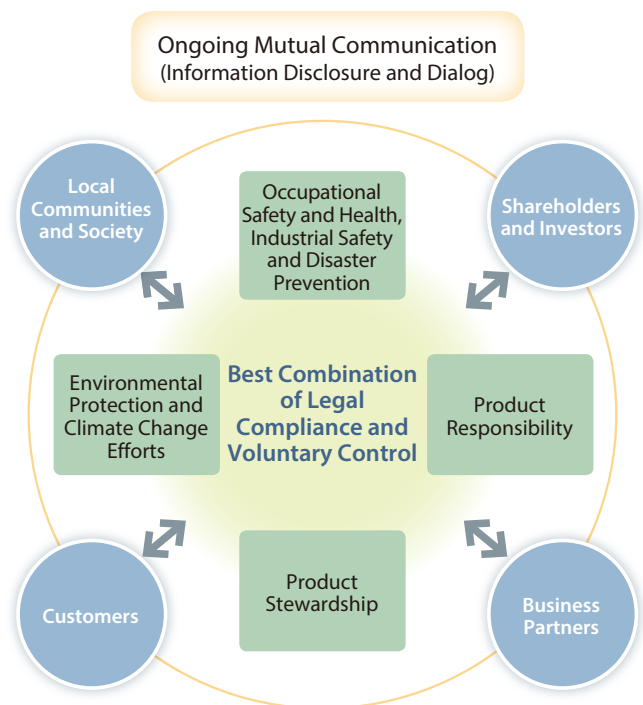 Ongoing Mutual Communication
(Information Disclosure and Dialog)
Local
Communities
and Society
Occupational
Safety and Health,
Industrial Safety
and Disaster
Prevention
Shareholders
and Investors
Environmental
Protection and
Climate Change
Efforts
Best Combination
of Legal
Compliance and
Voluntary Control
Product
Responsibility
Customers
Product
Stewardship
Business
Partners